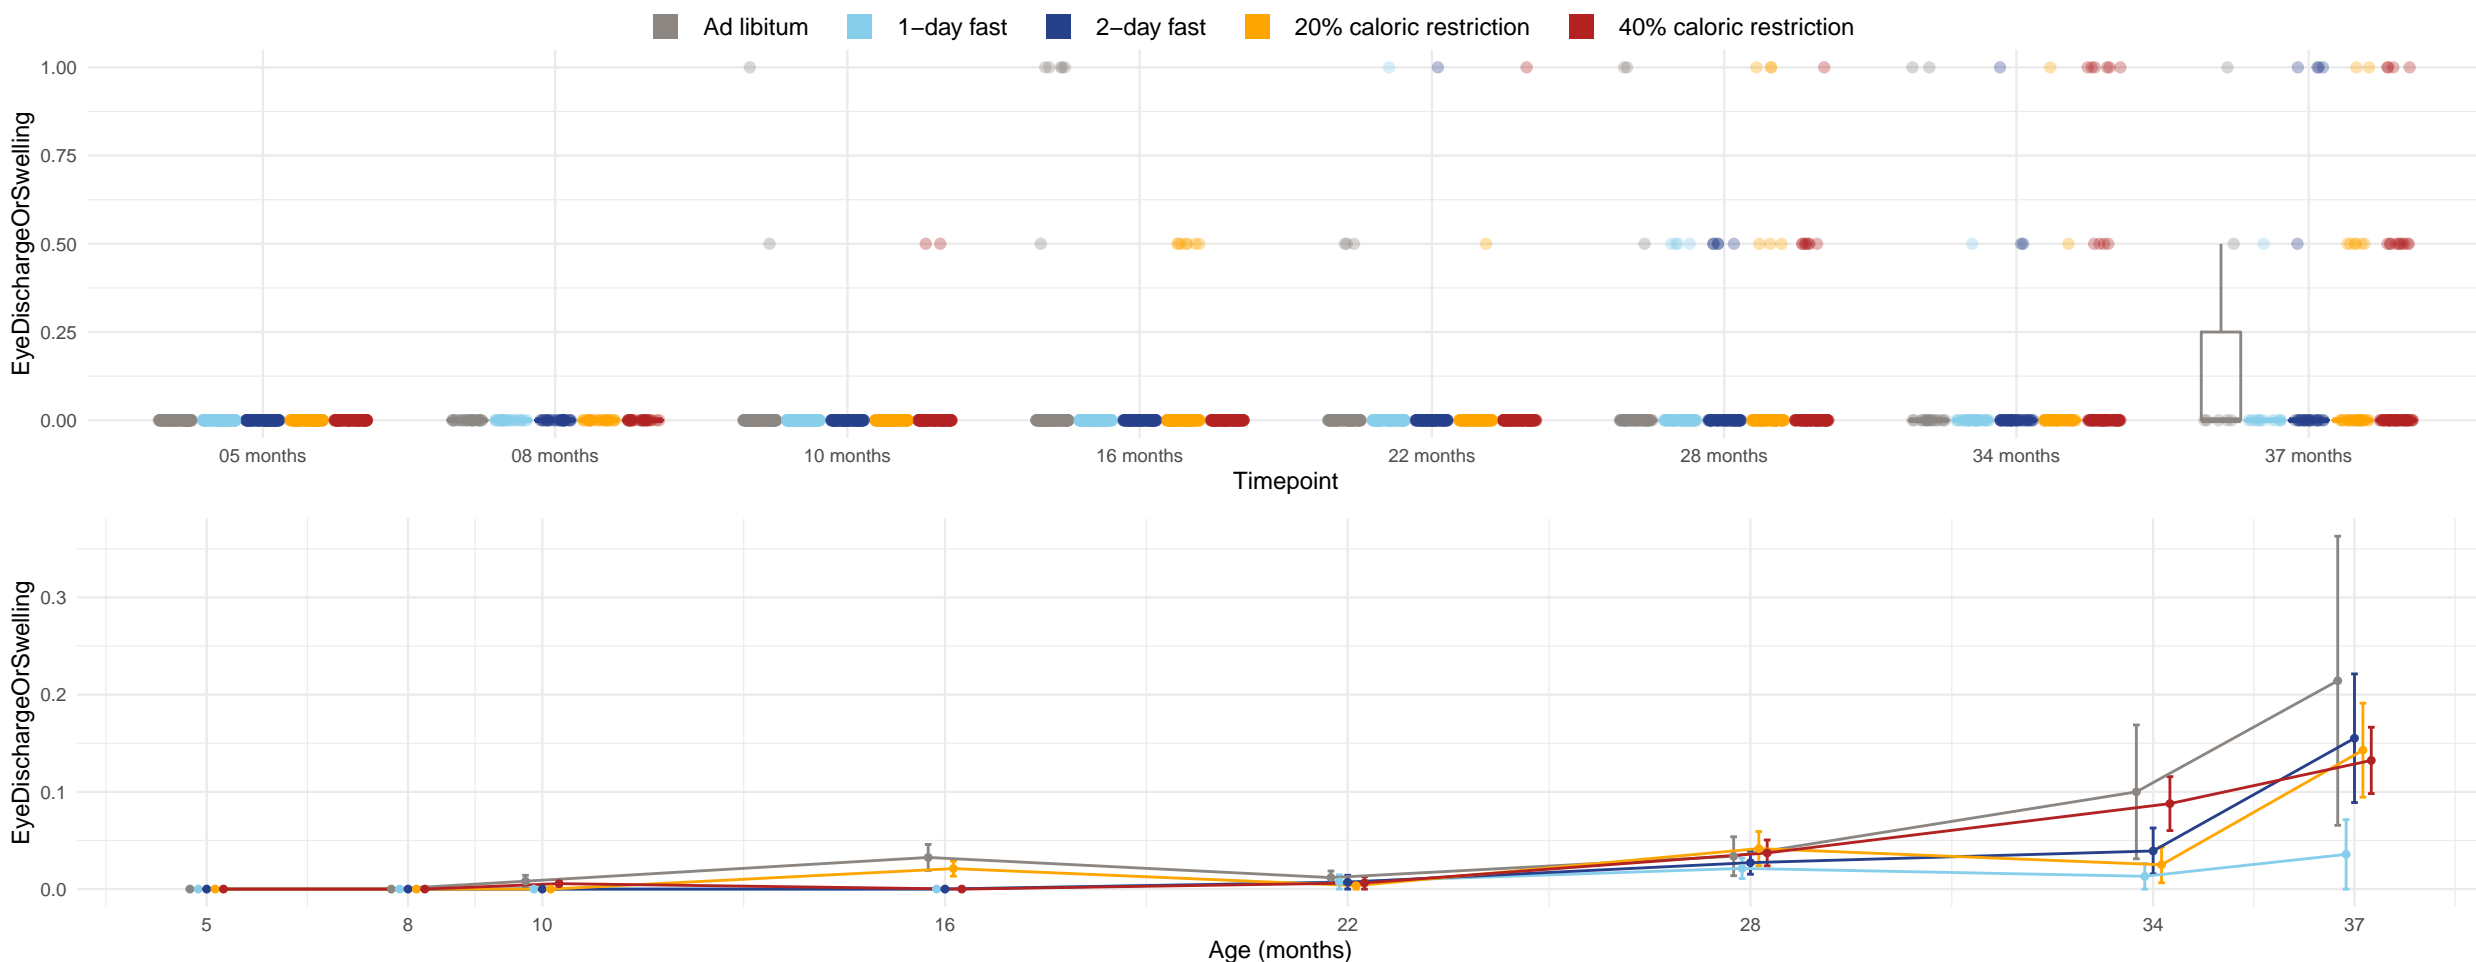 Ad libitum 1−day fast 2−day fast 20% caloric restriction 40% caloric restriction
EyeDischargeOrSwelling
1.00
0.75
0.50
0.25
0.00
05 months 08 months 10 months 16 months 22 months 28 months 34 months 37 months
Timepoint
EyeDischargeOrSwelling
0.3
0.2
0.1
0.0
5 8 10 16 22 28 34 37
Age (months)